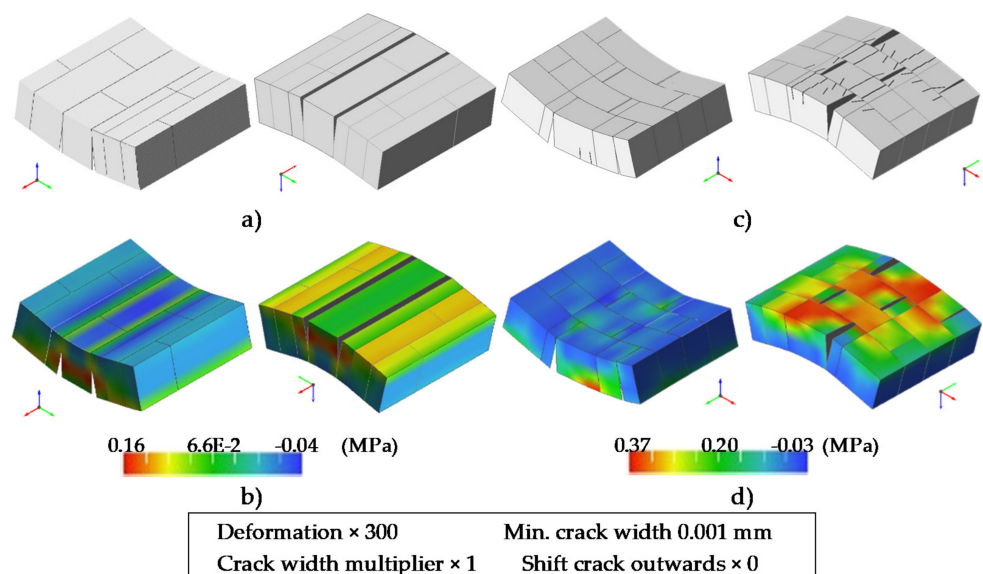 a)
c)
0.16 6.6E-2 -0.04 (MPa)
0.37 0.20 -0.03 (MPa)
b)
d)
Deformation × 300 Min. crack width 0.001 mm
Crack width multiplier × 1 Shift crack outwards × 0